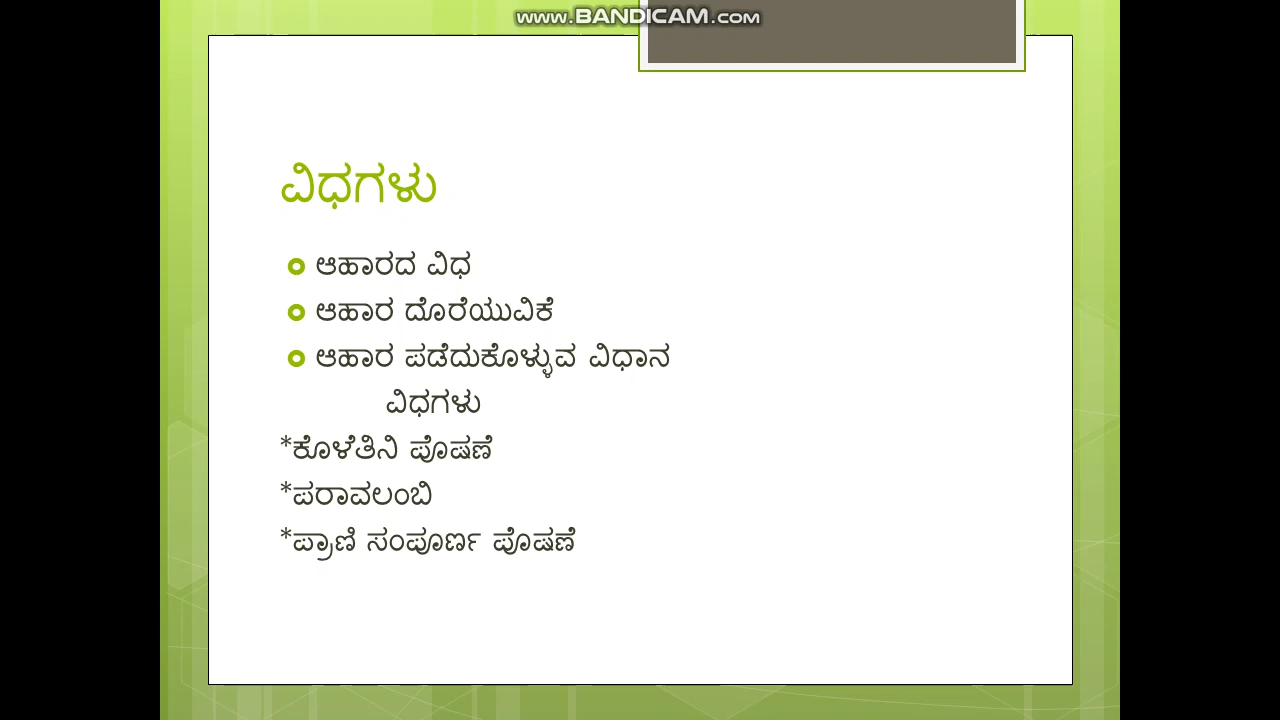 www.BANDICAM.com
ವಿಧಗಳು
ಆಹಾರದ ವಿಧ
ಆಹಾರ ದೊರೆಯುವಿಕೆ
ಆಹಾರ ಪಡೆದುಕೊಳ್ಳುವ ವಿಧಾನ
ವಿಧಗಳು
*ಕೊಳೆತಿನಿ ಪೊಷಣೆ
*ಪರಾವಲಂಬಿ
*ಪ್ರಾಣಿ ಸಂಪೂರ್ಣ ಪೊಷಣೆ